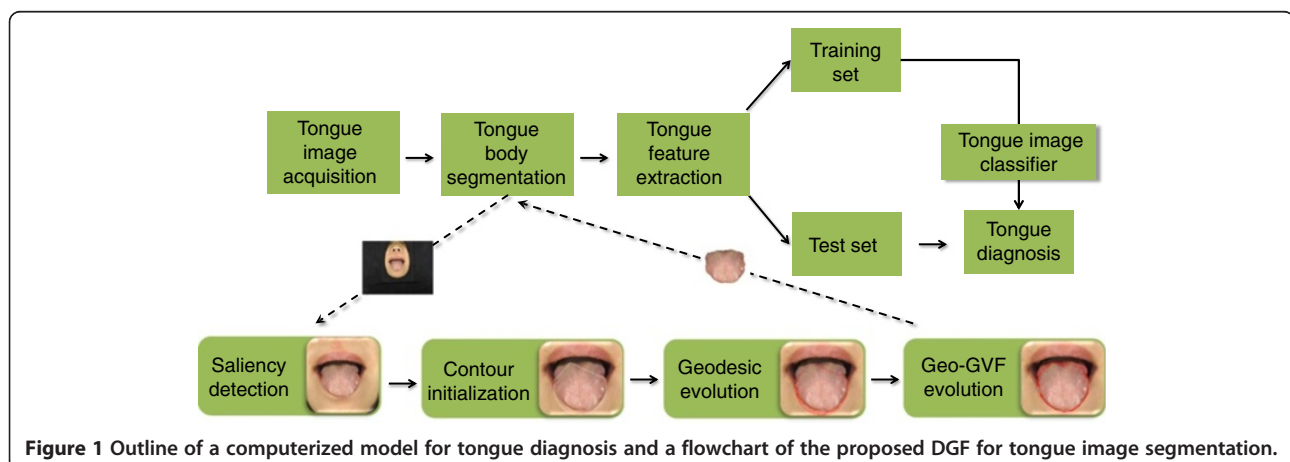 Training
set
Tongue
image
acquisition
Tongue
body
segmentation
Tongue
feature
extraction
Tongue image
classifier
Test set
Tongue
diagnosis
Saliency
detection
Contour
initialization
Geodesic
evolution
Geo-GVF
evolution
Figure 1 Outline of a computerized model for tongue diagnosis and a flowchart of the proposed DGF for tongue image segmentation.